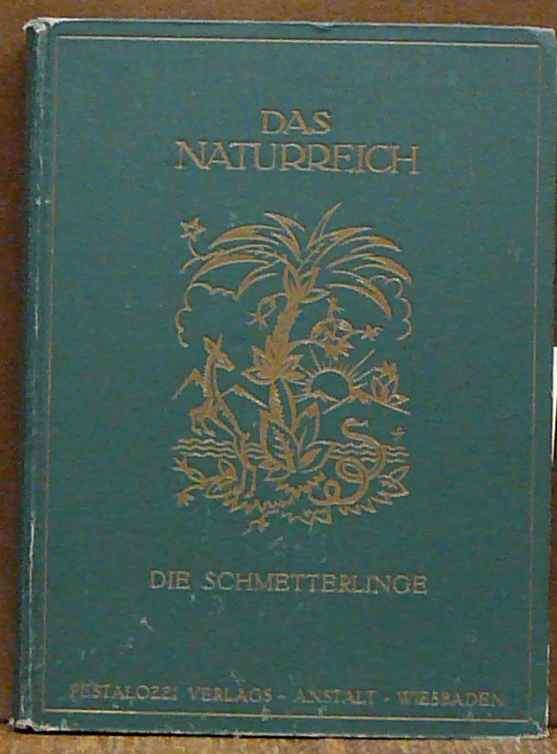 DAS
NATURREICH
DIE SCHMETTERLINGE
PESTALOZZI VERLAGS - ANSTALT - WIESBADEN